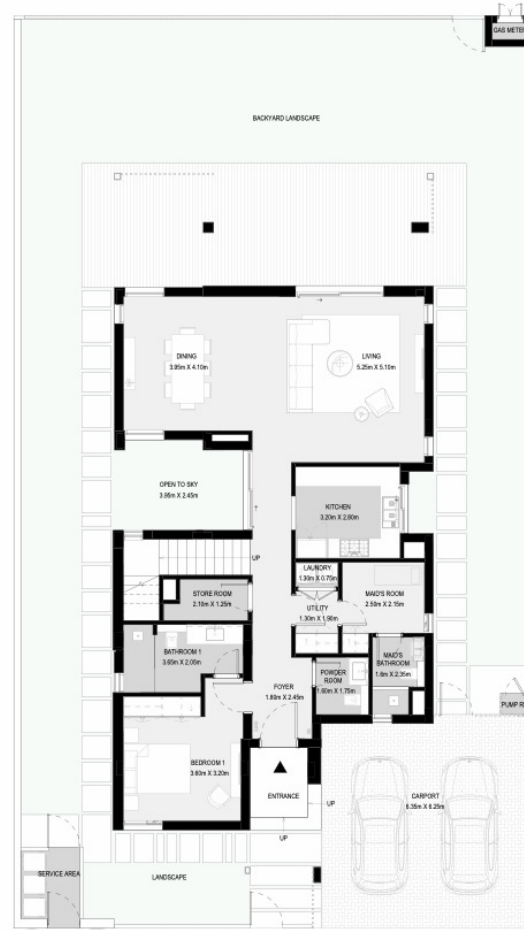 GAS METER
BACKYARD LANDSCAPE
DINING
3.95m X 4.10m
LIVING
5.25m X 5.10m
OPEN TO SKY
3.95m X 2.45m
KITCHEN
3.20m X 2.80m
UP
LAUNDRY
1.30m X 0.75m
STORE ROOM
2.10m X 1.25m
MAID'S ROOM
2.50m X 2.15m
UTILITY
1.30m X 1.90m
BATHROOM 1
3.65m X 2.05m
MAID'S
BATHROOM
1.6m X 2.35m
POWDER
ROOM
1.60m X 1.75m
FOYER
1.80m X 2.45m
PUMP R
BEDROOM 1
3.60m X 3.20m
ENTRANCE
CARPORT
6.35m X 6.25m
UP
UP
SERVICE AREA
LANDSCAPE